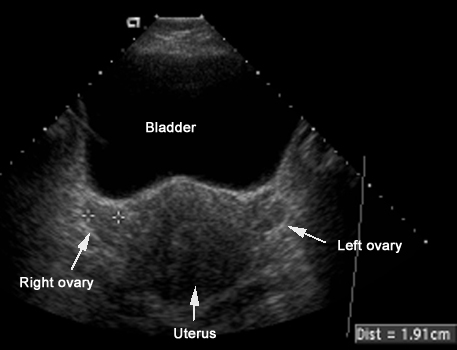 Bladder
Left ovary
Right ovary
Uterus
Dist = 1.91cm